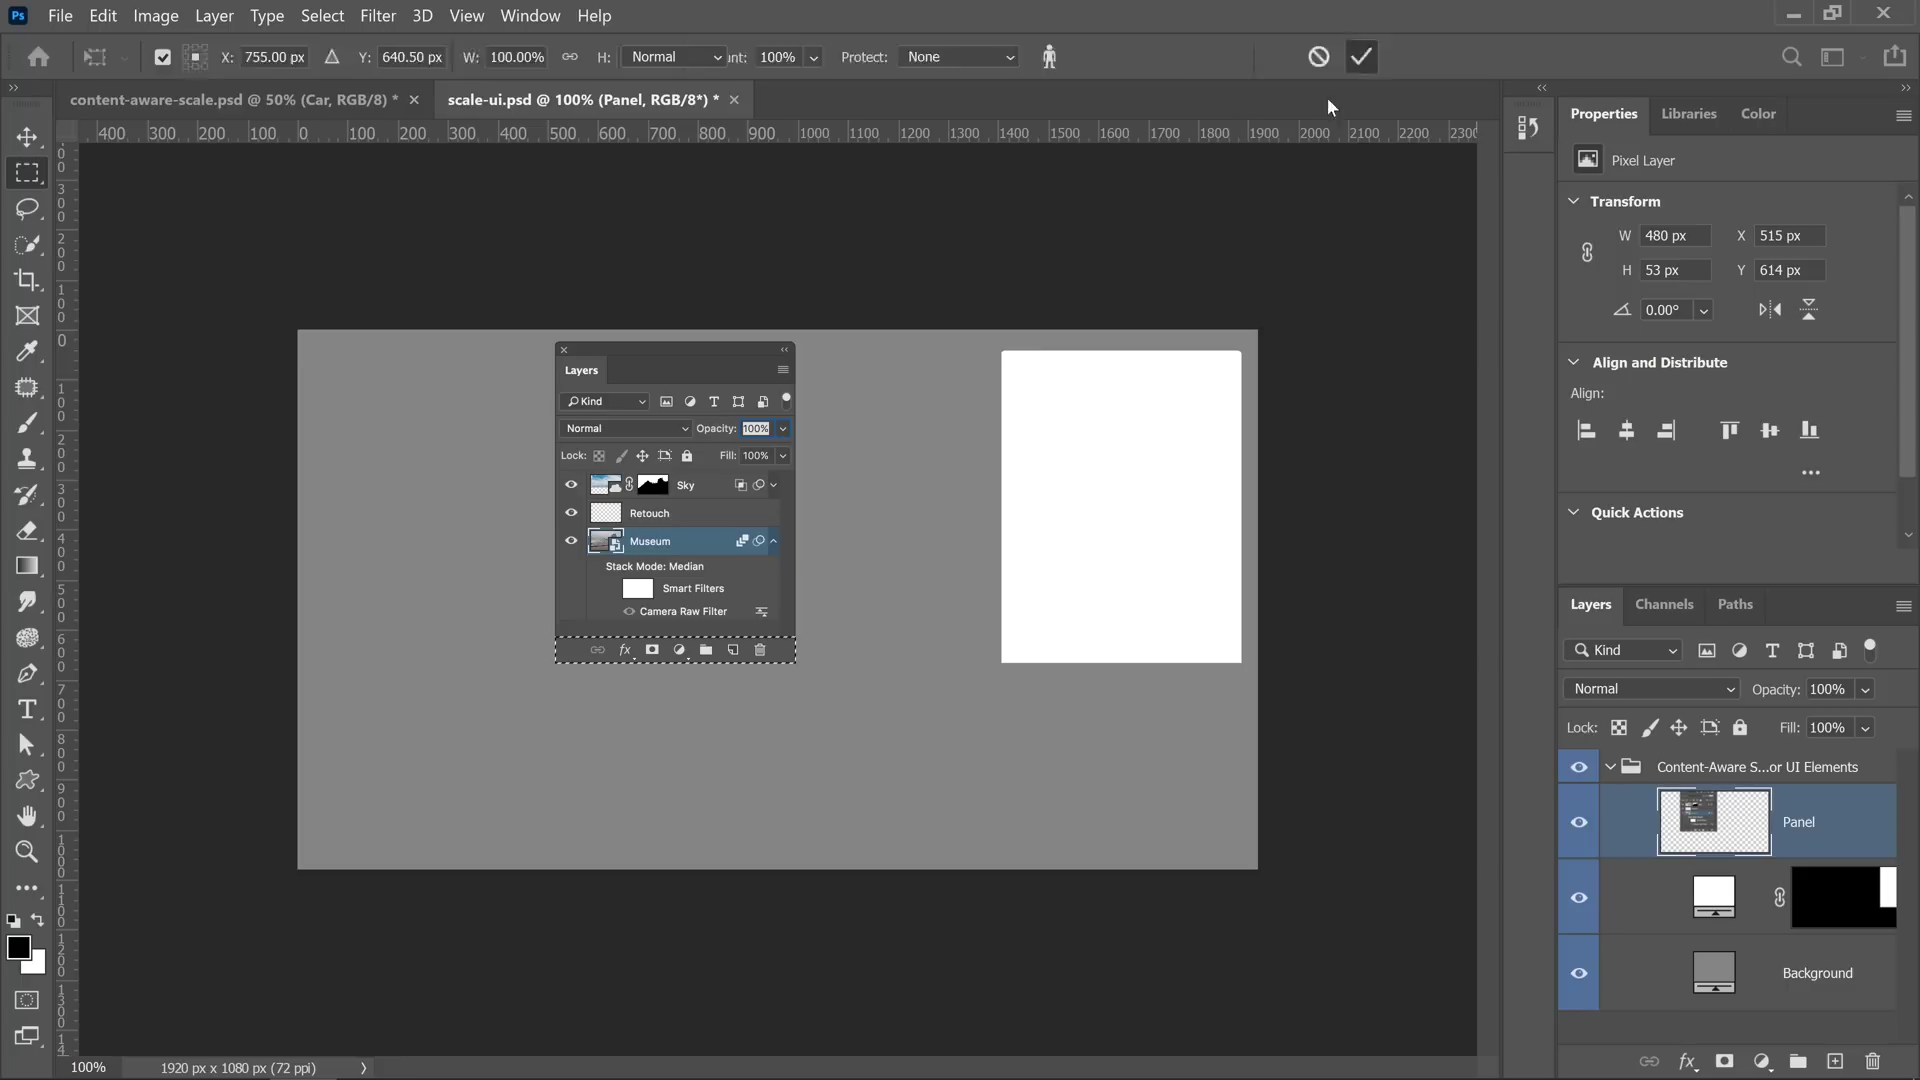 Ps File Edit Image Layer Type Select Filter 3D View Window Help
X: 755.00 px Y: 640.50 px W: 100.00% H: Normal unt: 100% Protect: None
content-aware-scale.psd @ 50% (Car, RGB/8) *
scale-ui.psd @ 100% (Panel, RGB/8*) *
400 300 200 100 0 100 200 300 400 500 600 700 800 900 1000 1100 1200 1300 1400 1500 1600 1700 1800 1900 2000 2100 2200 2300
Layers
Kind
Normal Opacity: 100%
Lock: Fill: 100%
Sky
Retouch
Museum
Stack Mode: Median
Smart Filters
Camera Raw Filter
fx
Properties Libraries Color
Pixel Layer
Transform
W 480 px X 515 px
H 53 px Y 614 px
0.00°
Align and Distribute
Align:
Quick Actions
Layers Channels Paths
Kind
Normal Opacity: 100%
Lock: Fill: 100%
Content-Aware S...or UI Elements
Panel
Background
fx
100% 1920 px x 1080 px (72 ppi)